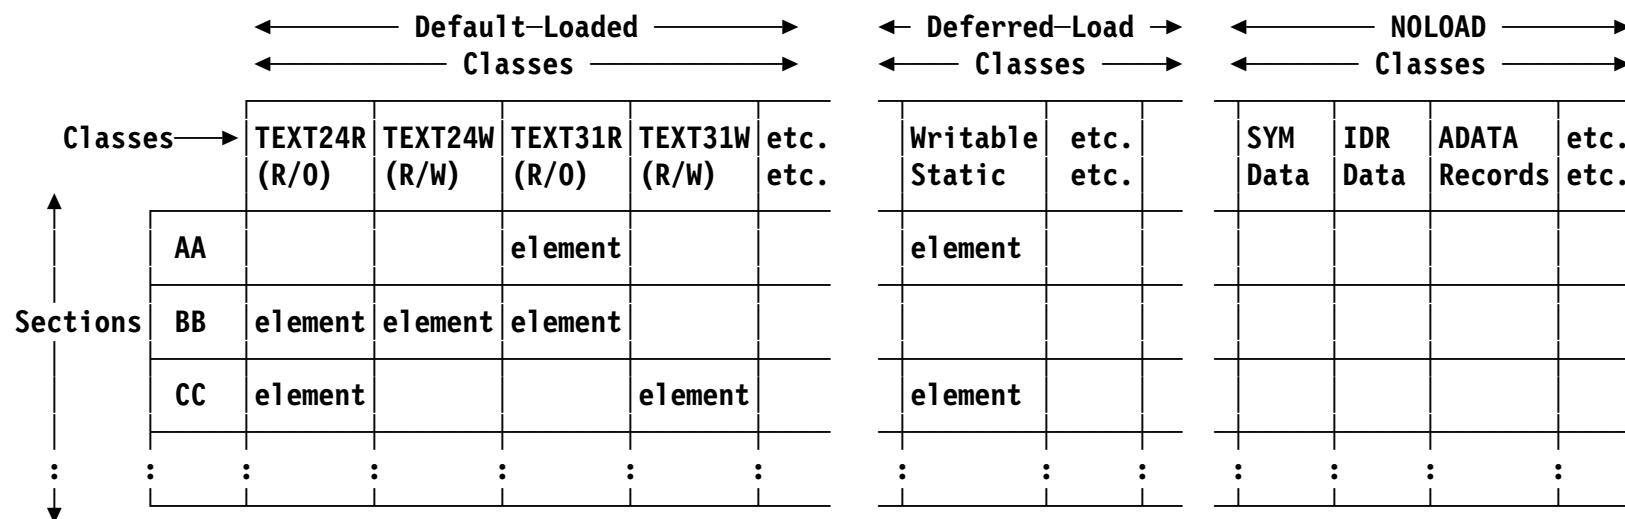 Default-Loaded Deferred-Load NOLOAD
Classes Classes Classes
Classes TEXT24R TEXT24W TEXT31R TEXT31W etc. Writable etc. SYM IDR ADATA etc.
(R/O) (R/W) (R/O) (R/W) etc. Static etc. Data Data Records etc.
AA element element
Sections BB element element element
CC element element element
: : : : : : : : : : : : : :